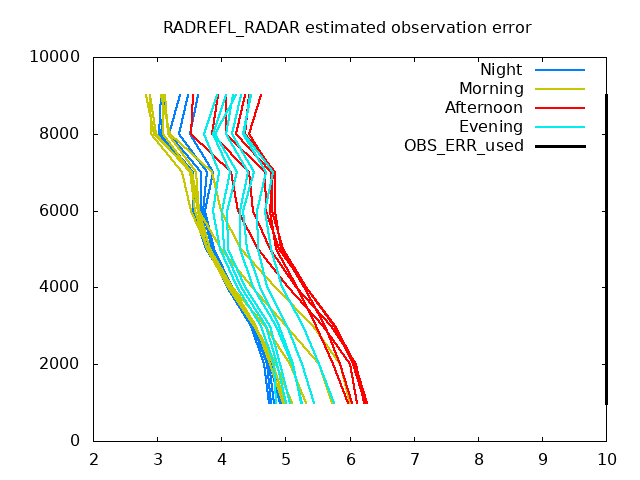 RADREFL_RADAR estimated observation error
10000
8000
6000
4000
2000
0
Night
Morning
Afternoon
Evening
OBS_ERR_used
2 3 4 5 6 7 8 9 10